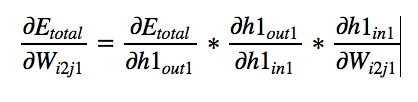 ∂E_total/∂W_i2j1 = ∂E_total/∂h1_out1 * ∂h1_out1/∂h1_in1 * ∂h1_in1/∂W_i2j1